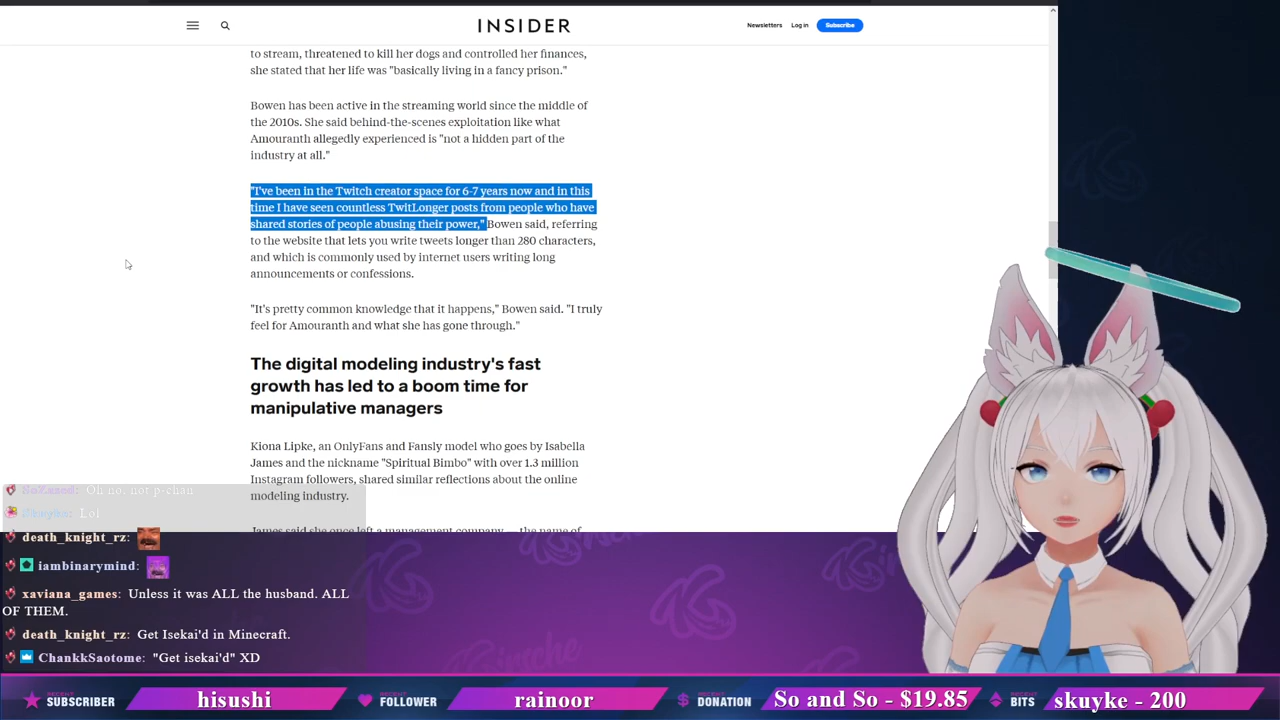 INSIDER
Newsletters
Log in
Subscribe
to stream, threatened to kill her dogs and controlled her finances,
she stated that her life was "basically living in a fancy prison."
Bowen has been active in the streaming world since the middle of
the 2010s. She said behind-the-scenes exploitation like what
Amouranth allegedly experienced is "not a hidden part of the
industry at all."
"I've been in the Twitch creator space for 6-7 years now and in this
time I have seen countless TwitLonger posts from people who have
shared stories of people abusing their power," Bowen said, referring
to the website that lets you write tweets longer than 280 characters,
and which is commonly used by internet users writing long
announcements or confessions.
"It's pretty common knowledge that it happens," Bowen said. "I truly
feel for Amouranth and what she has gone through."
The digital modeling industry's fast
growth has led to a boom time for
manipulative managers
Kiona Lipke, an OnlyFans and Fansly model who goes by Isabella
James and the nickname "Spiritual Bimbo" with over 1.3 million
Instagram followers, shared similar reflections about the online
modeling industry.
James said she once left a management company — the name of
Oh no, not p-chan
Lol
death_knight_rz:
iambinarymind:
xaviana_games: Unless it was ALL the husband. ALL
OF THEM.
death_knight_rz: Get Isekai'd in Minecraft.
ChankkSaotome: "Get isekai'd" XD
RECENT SUBSCRIBER hisushi
RECENT FOLLOWER rainoor
RECENT DONATION So and So - $19.85
RECENT BITS skuyke - 200